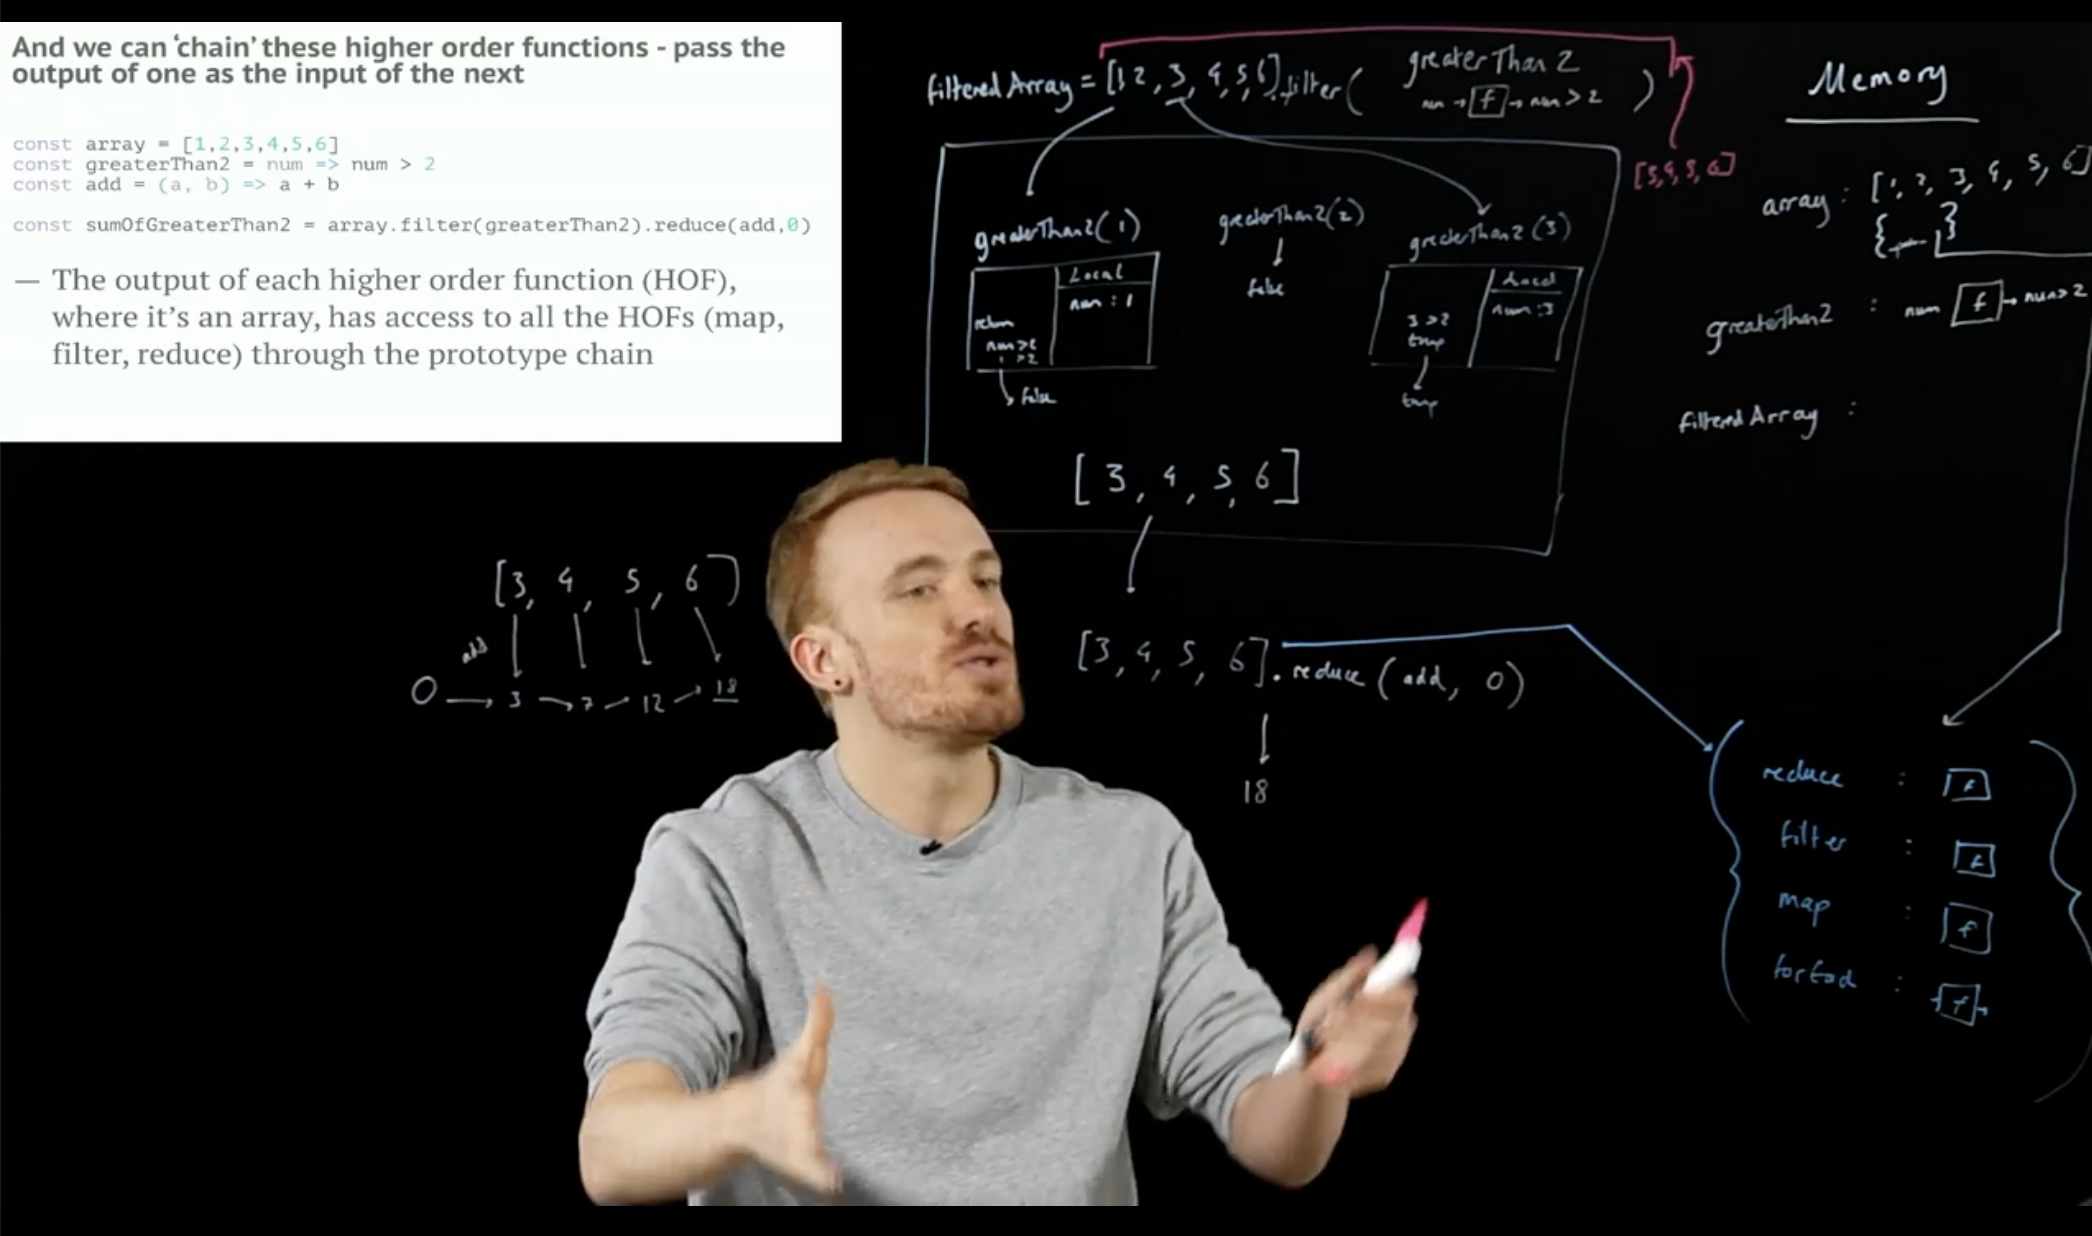 And we can ‘chain’ these higher order functions - pass the
output of one as the input of the next
const array = [1,2,3,4,5,6]
const greaterThan2 = num => num > 2
const add = (a, b) => a + b
const sumOfGreaterThan2 = array.filter(greaterThan2).reduce(add,0)
— The output of each higher order function (HOF),
where it’s an array, has access to all the HOFs (map,
filter, reduce) through the prototype chain
filteredArray = [1 2 , 3, 4, 5, 6].filter( greaterThan 2 )
num → f → num > 2
[3,4,5,6]
greaterThan2(1)
Local
num : 1
return
num>2
1 >2
false
greaterThan2(2)
false
greaterThan2(3)
Local
num :3
3 >2
true
true
[ 3, 4, 5, 6 ]
[3, 4, 5, 6]
add
0 → 3 → 7 → 12 → 18
[3, 4, 5, 6]. reduce (add, 0)
18
Memory
array : [1, 2, 3, 4, 5, 6]
{ }
greaterThan2 : num f → num>2
filteredArray :
reduce : f
filter : f
map : f
forEach : f